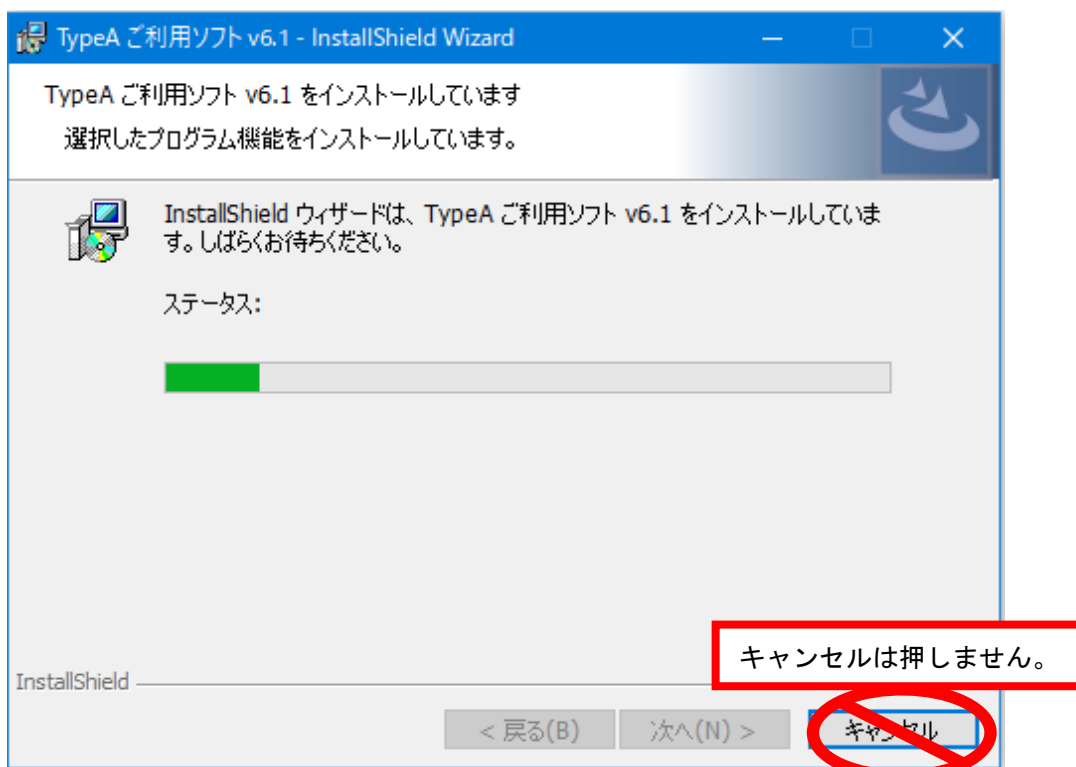 TypeA ご利用ソフト v6.1 - InstallShield Wizard
TypeA ご利用ソフト v6.1 をインストールしています
選択したプログラム機能をインストールしています。
InstallShield ウィザードは、TypeA ご利用ソフト v6.1 をインストールしていま
す。しばらくお待ちください。
ステータス:
キャンセルは押しません。
InstallShield
< 戻る(B)
次へ(N) >
キャンセル